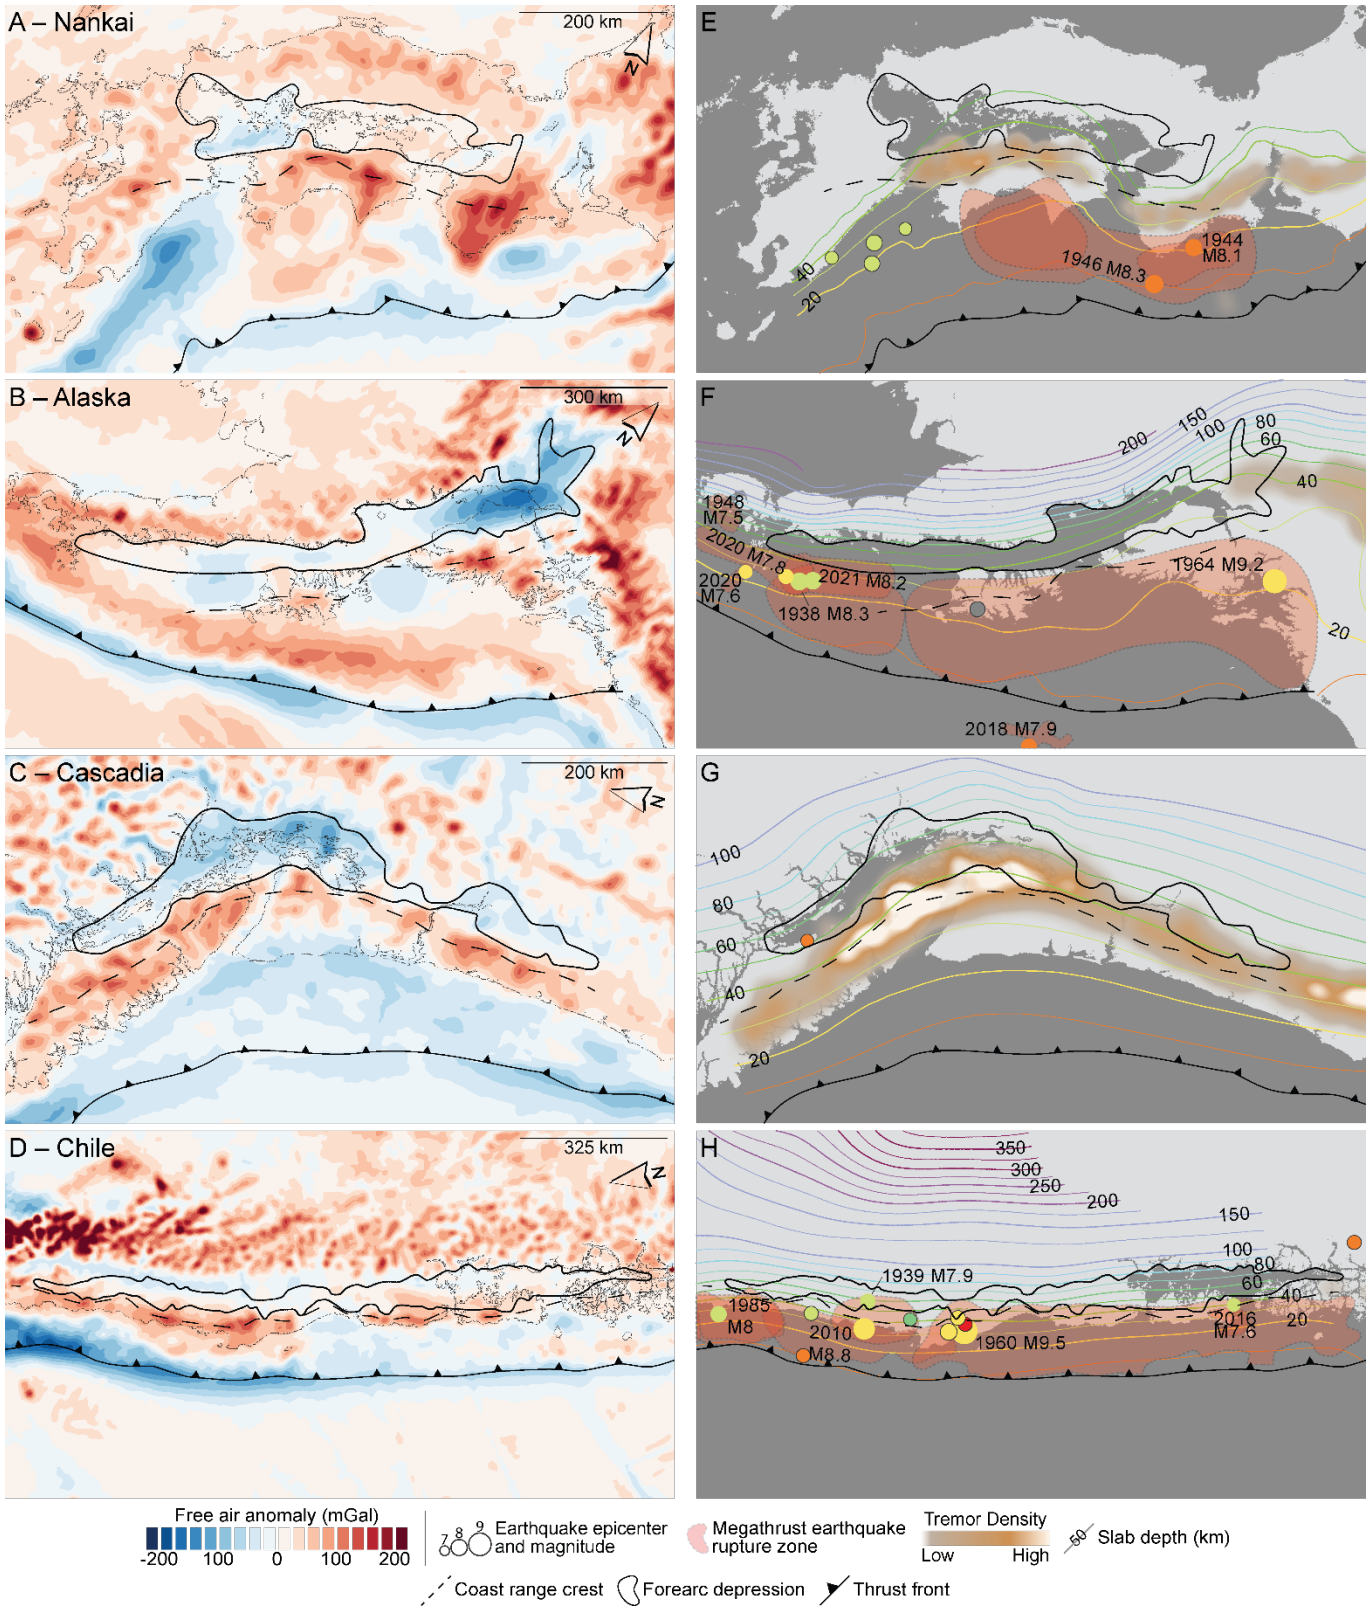 A – Nankai
200 km
N
E
40
20
1946 M8.3
1944
M8.1
B – Alaska
300 km
N
F
200
150
100
80
60
40
20
1948
M7.5
2020 M7.8
2020
M7.6
2021 M8.2
1938 M8.3
1964 M9.2
2018 M7.9
C – Cascadia
200 km
N
G
100
80
60
40
20
D – Chile
325 km
N
H
350
300
250
200
150
100
80
60
40
20
1939 M7.9
1985
M8
2010
M8.8
1960 M9.5
2016
M7.6
Free air anomaly (mGal)
-200 100 0 100 200
7 8 9
Earthquake epicenter
and magnitude
Megathrust earthquake
rupture zone
Tremor Density
Low High
50
Slab depth (km)
Coast range crest
Forearc depression
Thrust front